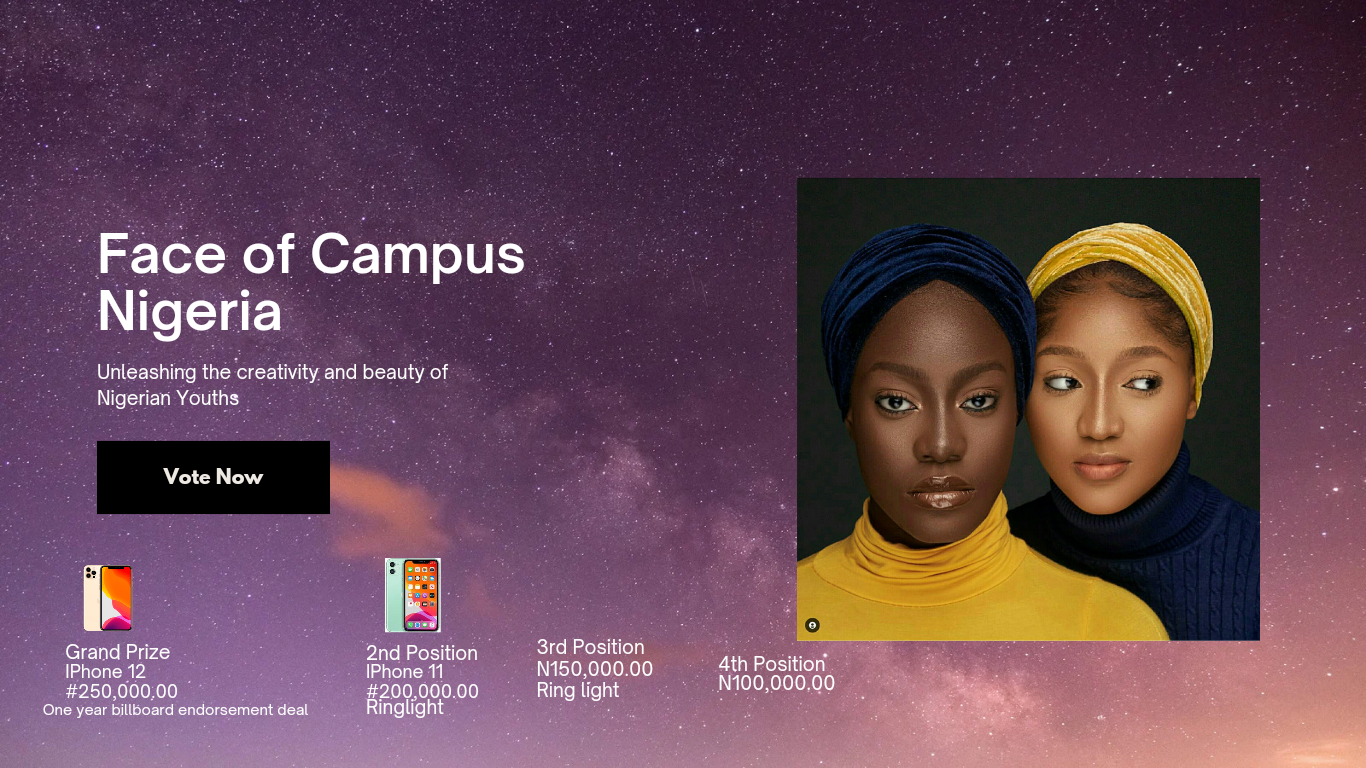 Face of Campus
Nigeria
Unleashing the creativity and beauty of
Nigerian Youths
Vote Now
Grand Prize
IPhone 12
#250,000.00
One year billboard endorsement deal
2nd Position
IPhone 11
#200,000.00
Ringlight
3rd Position
N150,000.00
Ring light
4th Position
N100,000.00